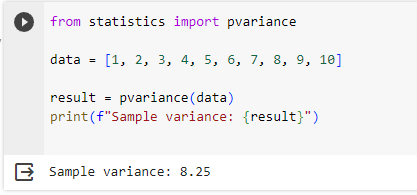 from statistics import pvariance
data = [1, 2, 3, 4, 5, 6, 7, 8, 9, 10]
result = pvariance(data)
print(f"Sample variance: {result}")
Sample variance: 8.25